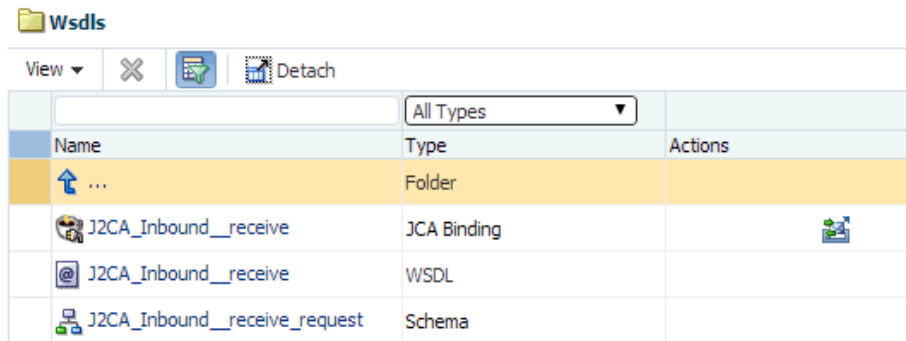 Wsdls
View Detach
All Types
Name Type Actions
... Folder
J2CA_Inbound__receive JCA Binding
J2CA_Inbound__receive WSDL
J2CA_Inbound__receive_request Schema